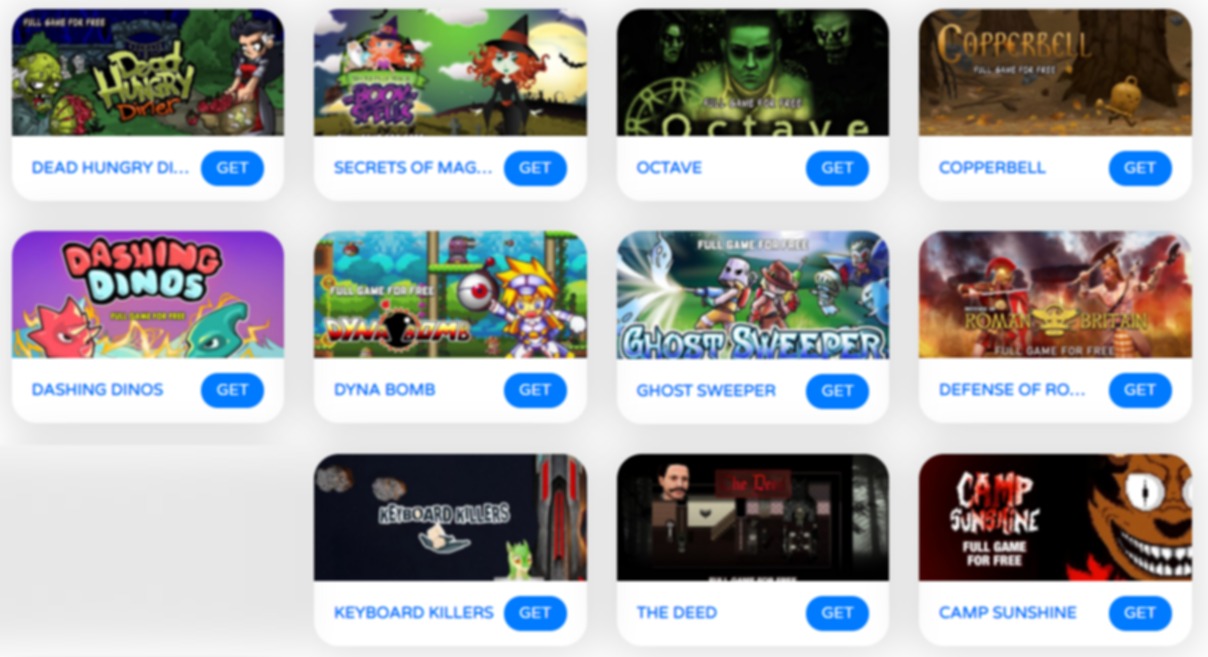 FULL GAME FOR FREE
Dead
HUNGRY
Diner
DEAD HUNGRY DI...
GET
BOOK
OF
SPELLS
SECRETS OF MAG...
GET
FULL GAME FOR FREE
Octave
OCTAVE
GET
COPPERBELL
FULL GAME FOR FREE
COPPERBELL
GET
DASHING
DINOS
FULL GAME FOR FREE
DASHING DINOS
GET
FULL GAME FOR FREE
DYNA BOMB
DYNA BOMB
GET
FULL GAME FOR FREE
GHOST SWEEPER
GHOST SWEEPER
GET
ROMAN BRITAIN
FULL GAME FOR FREE
DEFENSE OF RO...
GET
KEYBOARD KILLERS
KEYBOARD KILLERS
GET
The Deed
THE DEED
GET
CAMP
SUNSHINE
FULL GAME
FOR FREE
CAMP SUNSHINE
GET